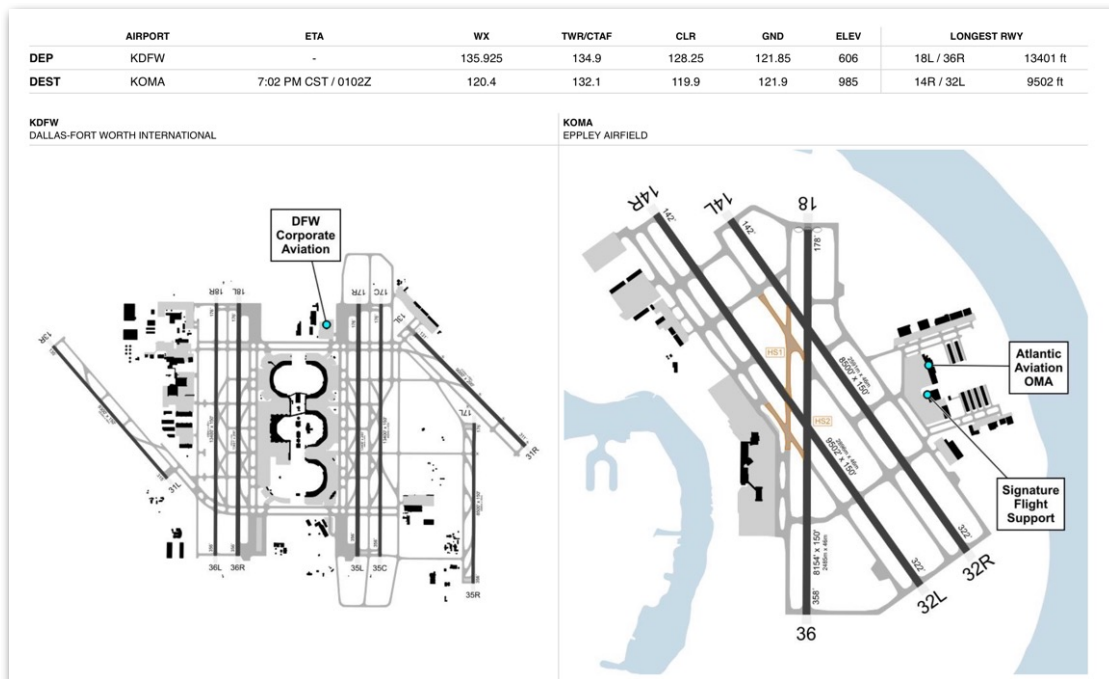 AIRPORT ETA WX TWR/CTAF CLR GND ELEV LONGEST RWY
DEP KDFW - 135.925 134.9 128.25 121.85 606 18L / 36R 13401 ft
DEST KOMA 7:02 PM CST / 0102Z 120.4 132.1 119.9 121.9 985 14R / 32L 9502 ft
KDFW
DALLAS-FORT WORTH INTERNATIONAL
DFW
Corporate
Aviation
18R
18L
17R
17C
13L
13R
17L
31L
31R
36L
36R
35L
35C
35R
KOMA
EPPLEY AIRFIELD
14R
14L
18
142°
142°
178°
HS1
HS2
8500' x 150'
2591m x 46m
9502' x 150'
8154' x 150'
2485m x 46m
Atlantic
Aviation
OMA
Signature
Flight
Support
322°
322°
358°
32R
32L
36